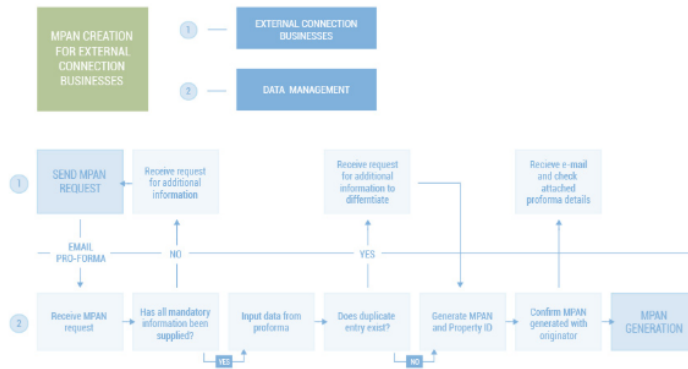 MPAN CREATION
FOR EXTERNAL
CONNECTION
BUSINESSES
1
EXTERNAL CONNECTION
BUSINESSES
2
DATA MANAGEMENT
1
SEND MPAN
REQUEST
Receive request
for additional
information
Receive request
for additional
information to
differntiate
Recieve e-mail
and check
attached
proforma details
EMAIL
PRO-FORMA
NO
YES
2
Receive MPAN
request
Has all mandatory
information been
supplied?
Input data from
proforma
Does duplicate
entry exist?
Generate MPAN
and Property ID
Confirm MPAN
generated with
originator
MPAN
GENERATION
YES
NO